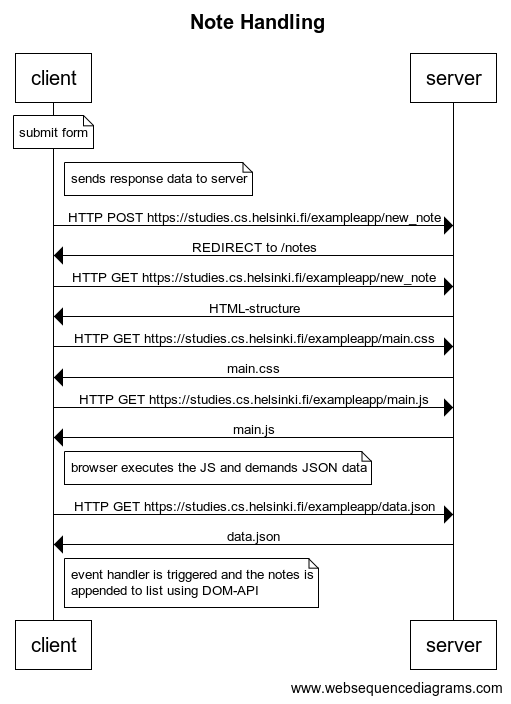 Note Handling
client
server
submit form
sends response data to server
HTTP POST https://studies.cs.helsinki.fi/exampleapp/new_note
REDIRECT to /notes
HTTP GET https://studies.cs.helsinki.fi/exampleapp/new_note
HTML-structure
HTTP GET https://studies.cs.helsinki.fi/exampleapp/main.css
main.css
HTTP GET https://studies.cs.helsinki.fi/exampleapp/main.js
main.js
browser executes the JS and demands JSON data
HTTP GET https://studies.cs.helsinki.fi/exampleapp/data.json
data.json
event handler is triggered and the notes is
appended to list using DOM-API
client
server
www.websequencediagrams.com